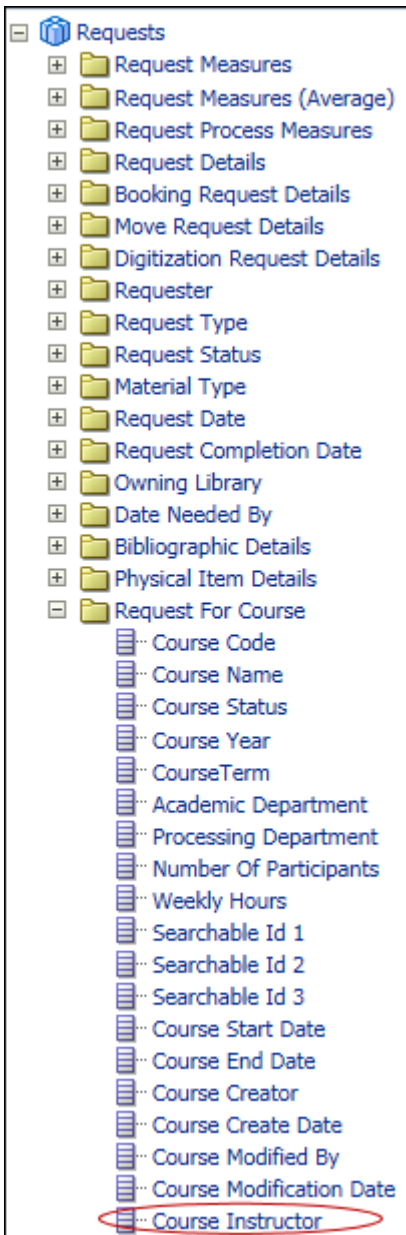 Requests
Request Measures
Request Measures (Average)
Request Process Measures
Request Details
Booking Request Details
Move Request Details
Digitization Request Details
Requester
Request Type
Request Status
Material Type
Request Date
Request Completion Date
Owning Library
Date Needed By
Bibliographic Details
Physical Item Details
Request For Course
Course Code
Course Name
Course Status
Course Year
CourseTerm
Academic Department
Processing Department
Number Of Participants
Weekly Hours
Searchable Id 1
Searchable Id 2
Searchable Id 3
Course Start Date
Course End Date
Course Creator
Course Create Date
Course Modified By
Course Modification Date
Course Instructor